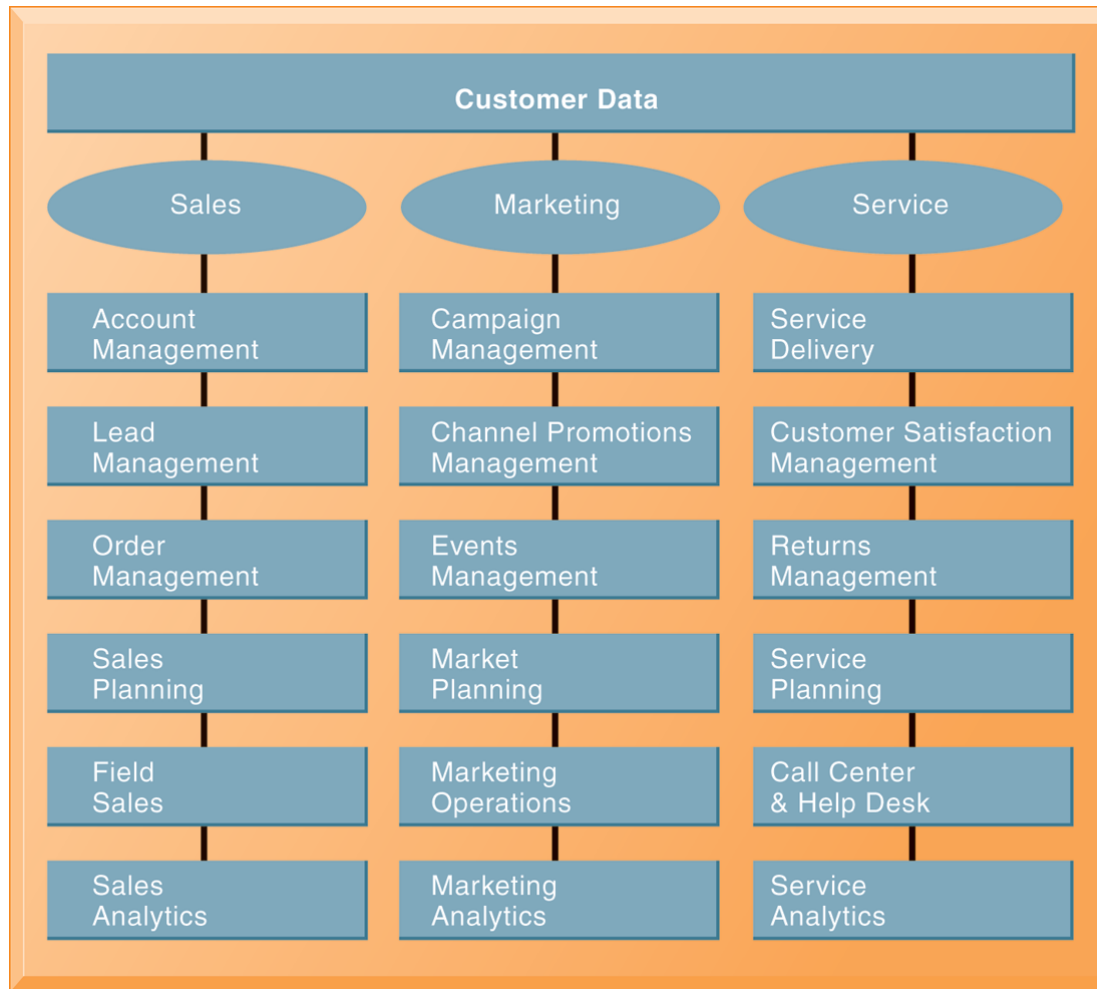 Customer Data
Sales
Marketing
Service
Account
Management
Lead
Management
Order
Management
Sales
Planning
Field
Sales
Sales
Analytics
Campaign
Management
Channel Promotions
Management
Events
Management
Market
Planning
Marketing
Operations
Marketing
Analytics
Service
Delivery
Customer Satisfaction
Management
Returns
Management
Service
Planning
Call Center
& Help Desk
Service
Analytics